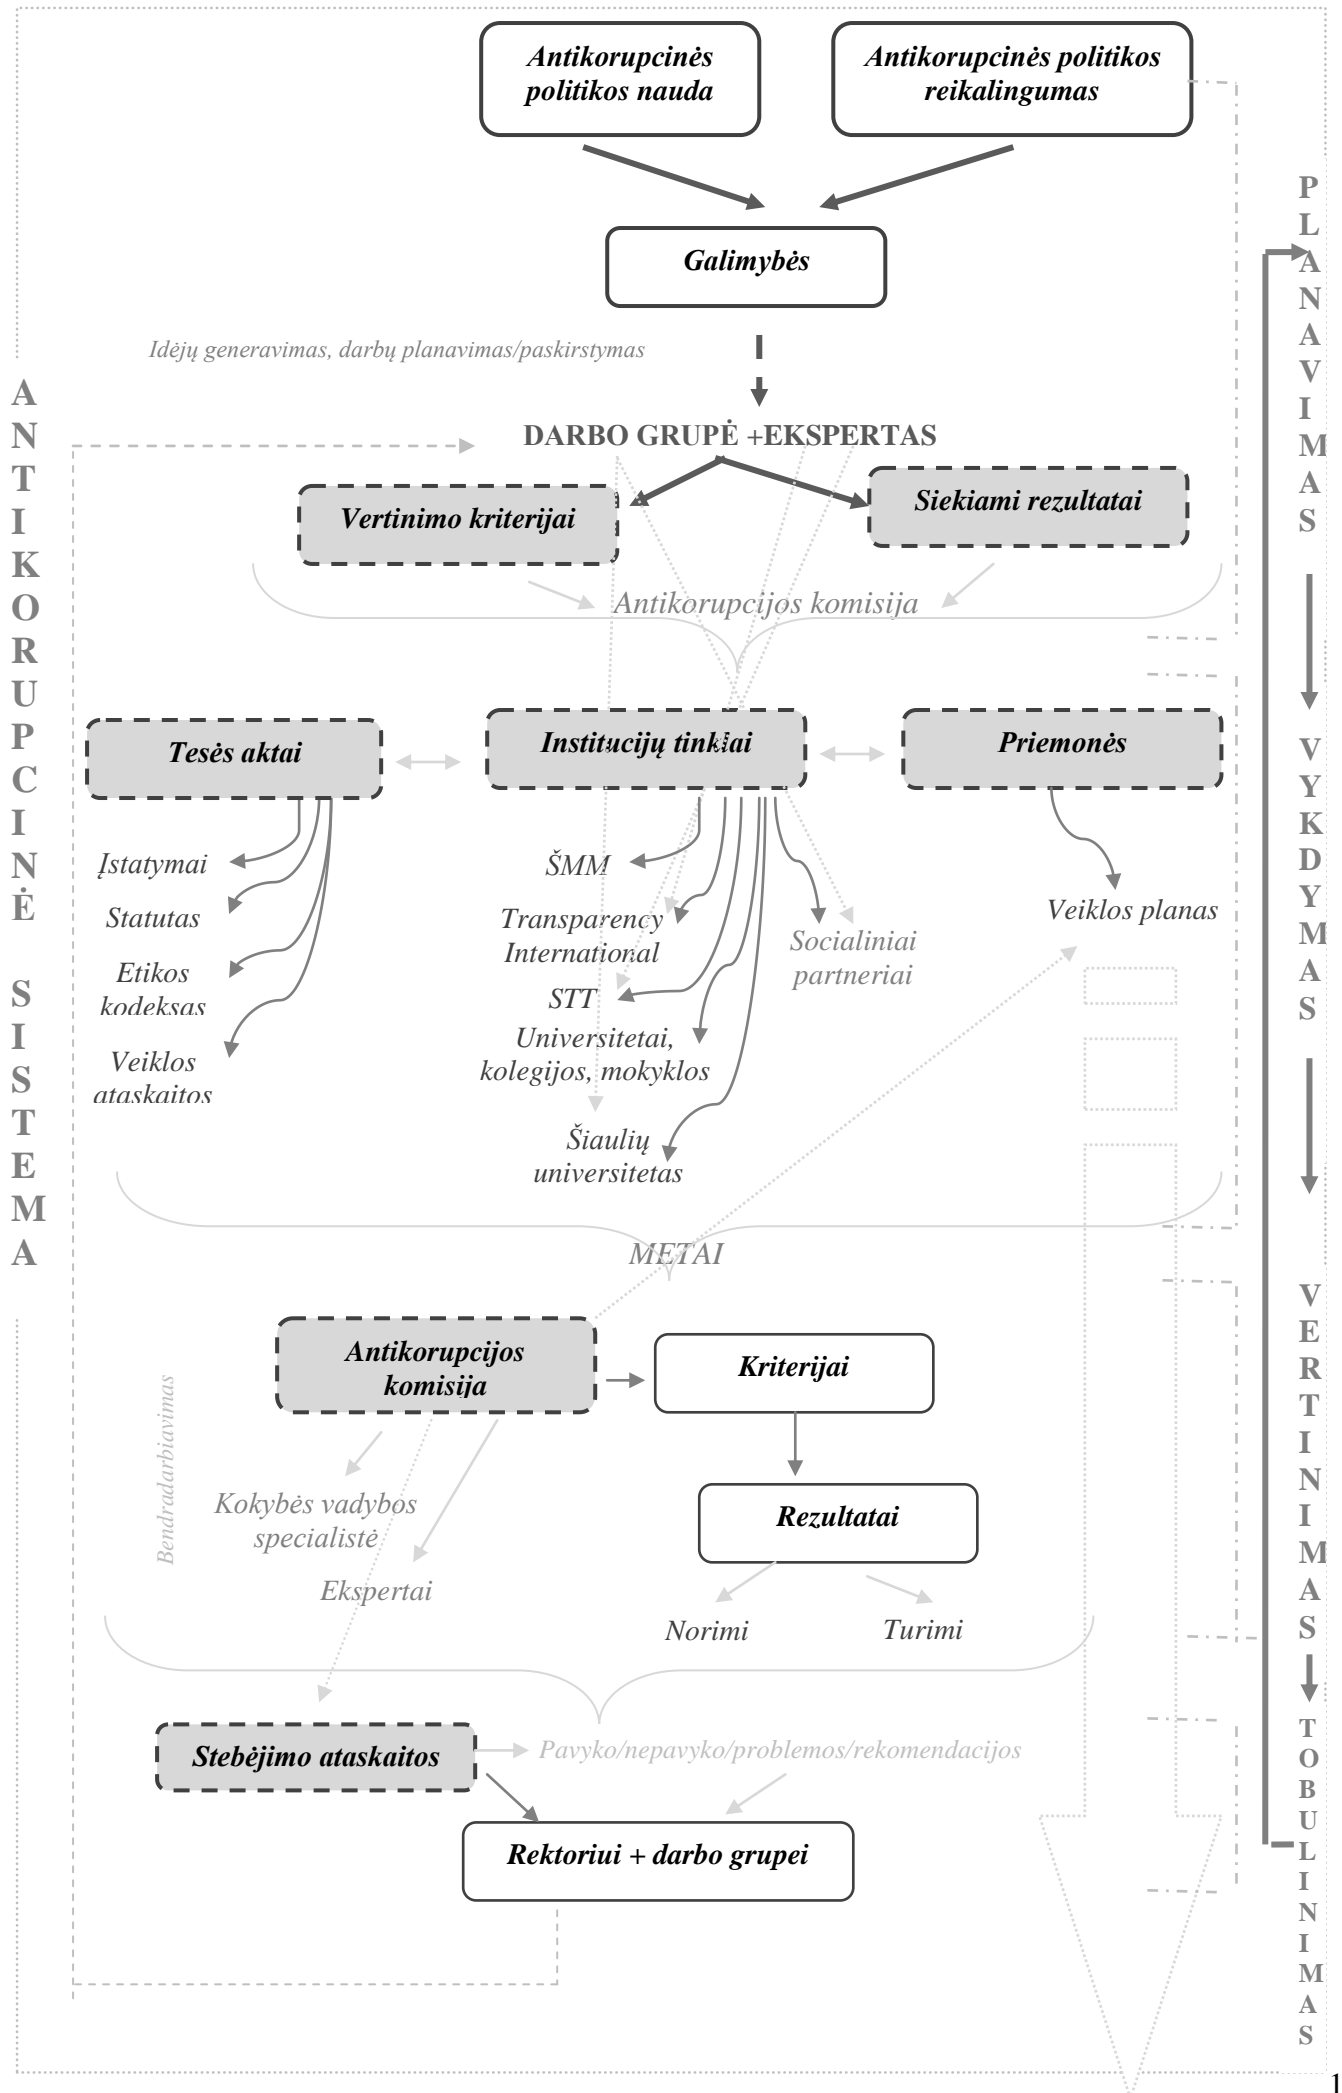 Antikorupcinės
politikos nauda
Antikorupcinės politikos
reikalingumas
Galimybės
Idėjų generavimas, darbų planavimas/paskirstymas
DARBO GRUPĖ +EKSPERTAS
Vertinimo kriterijai
Siekiami rezultatai
Antikorupcijos komisija
Tesės aktai
Institucijų tinklai
Priemonės
Įstatymai
Statutas
Etikos
kodeksas
Veiklos
ataskaitos
ŠMM
Transparency
International
STT
Universitetai,
kolegijos, mokyklos
Šiaulių
universitetas
Socialiniai
partneriai
Veiklos planas
METAI
Antikorupcijos
komisija
Kriterijai
Bendradarbiavimas
Kokybės vadybos
specialistė
Ekspertai
Rezultatai
Norimi
Turimi
Stebėjimo ataskaitos
Pavyko/nepavyko/problemos/rekomendacijos
Rektoriui + darbo grupei
ANTIKORUPCINĖ SISTEMA
PLANAVIMAS
VYKDYMAS
VERTINIMAS
TOBULINIMAS
1